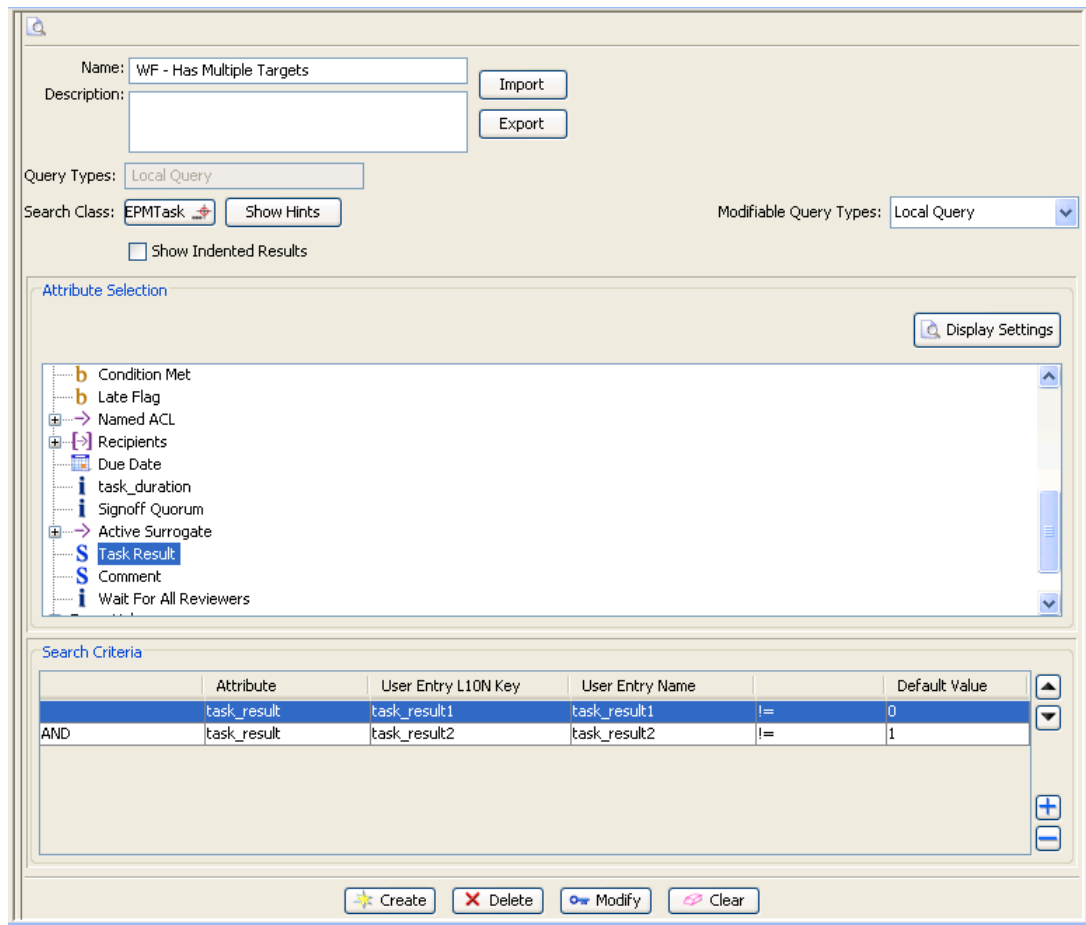 Name: WF - Has Multiple Targets
Import
Description:
Export
Query Types: Local Query
Search Class: EPMTask Show Hints Modifiable Query Types: Local Query
Show Indented Results
Attribute Selection
Display Settings
b Condition Met
b Late Flag
Named ACL
Recipients
Due Date
i task_duration
i Signoff Quorum
Active Surrogate
S Task Result
S Comment
i Wait For All Reviewers
Search Criteria
Attribute User Entry L10N Key User Entry Name Default Value
task_result task_result1 task_result1 != 0
AND task_result task_result2 task_result2 != 1
Create Delete Modify Clear